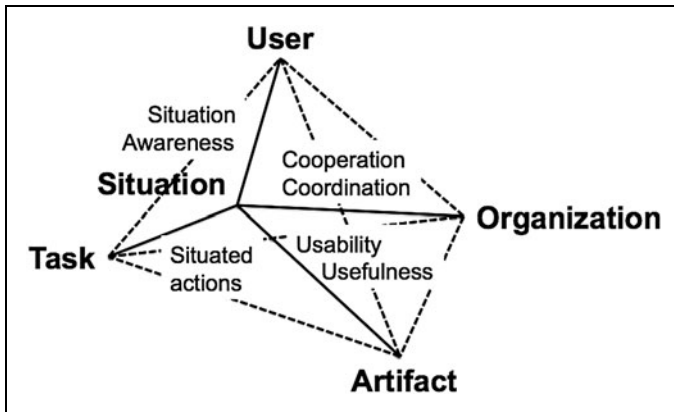 User
Situation
Awareness
Cooperation
Coordination
Situation
Organization
Task
Situated
actions
Usability
Usefulness
Artifact